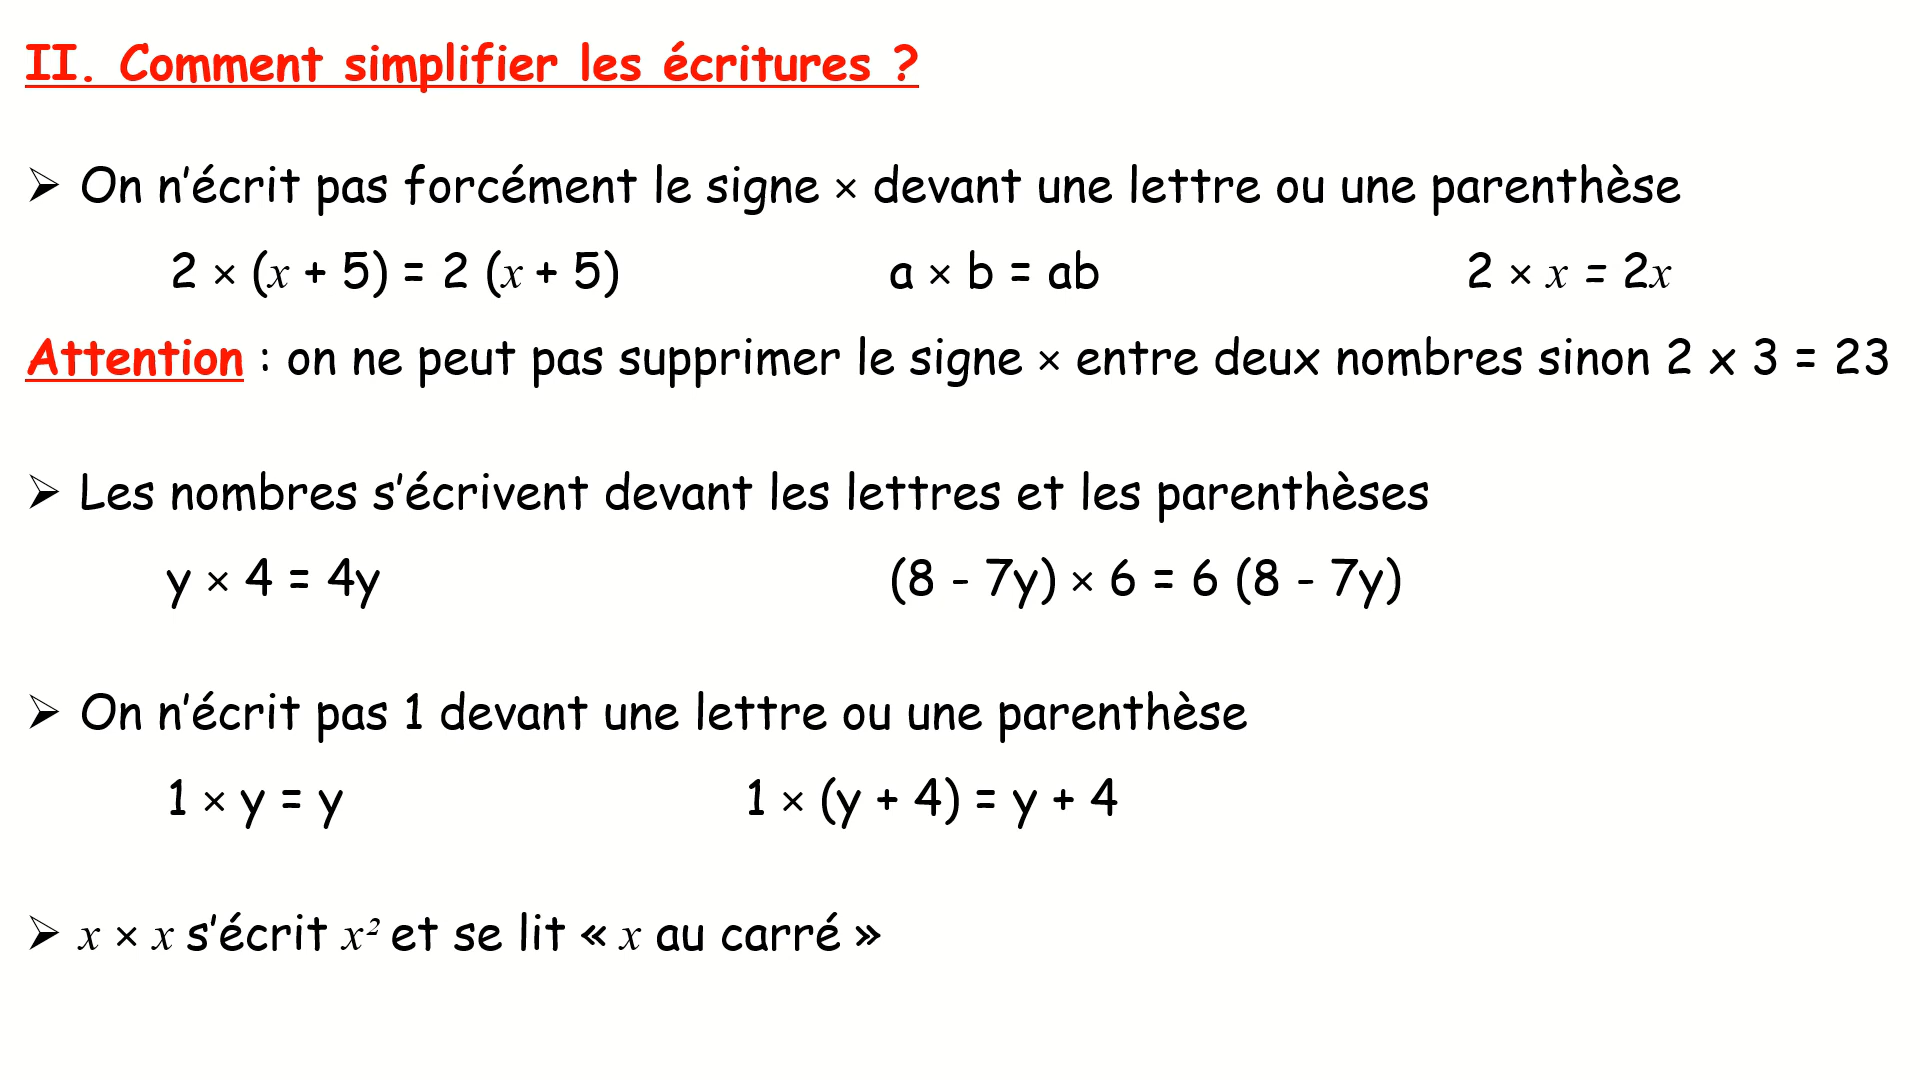 II. Comment simplifier les écritures ?
➢ On n’écrit pas forcément le signe × devant une lettre ou une parenthèse
2 × (x + 5) = 2 (x + 5) a × b = ab 2 × x = 2x
Attention : on ne peut pas supprimer le signe × entre deux nombres sinon 2 x 3 = 23
➢ Les nombres s’écrivent devant les lettres et les parenthèses
y × 4 = 4y (8 - 7y) × 6 = 6 (8 - 7y)
➢ On n’écrit pas 1 devant une lettre ou une parenthèse
1 × y = y 1 × (y + 4) = y + 4
➢ x × x s’écrit x² et se lit « x au carré »